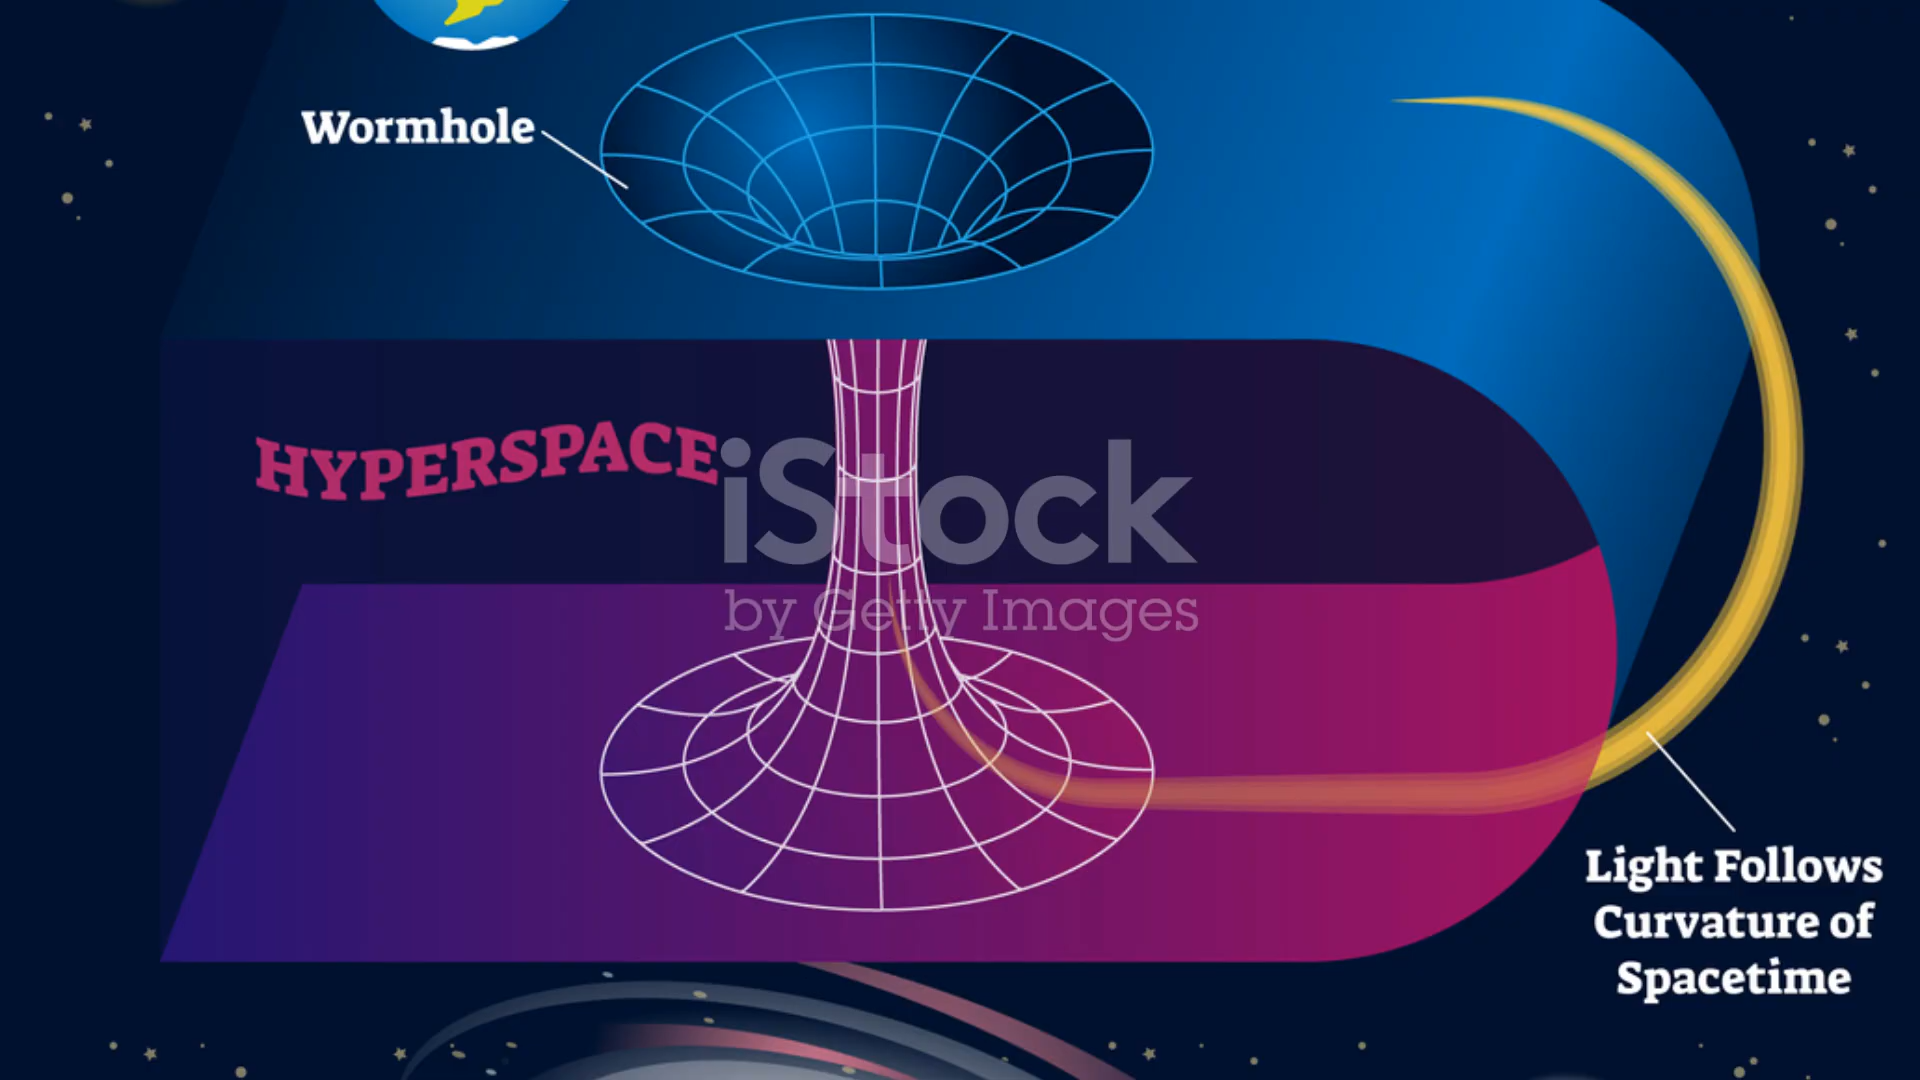 Wormhole
HYPERSPACE
iStock
by Getty Images
Light Follows
Curvature of
Spacetime